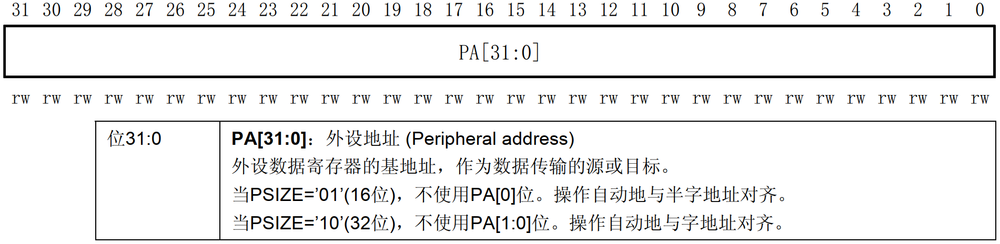 31 30 29 28 27 26 25 24 23 22 21 20 19 18 17 16 15 14 13 12 11 10 9 8 7 6 5 4 3 2 1 0
PA[31:0]
rw rw rw rw rw rw rw rw rw rw rw rw rw rw rw rw rw rw rw rw rw rw rw rw rw rw rw rw rw rw rw rw
位31:0 PA[31:0]：外设地址 (Peripheral address)
外设数据寄存器的基地址，作为数据传输的源或目标。
当PSIZE=’01’(16位)，不使用PA[0]位。操作自动地与半字地址对齐。
当PSIZE=’10’(32位)，不使用PA[1:0]位。操作自动地与字地址对齐。